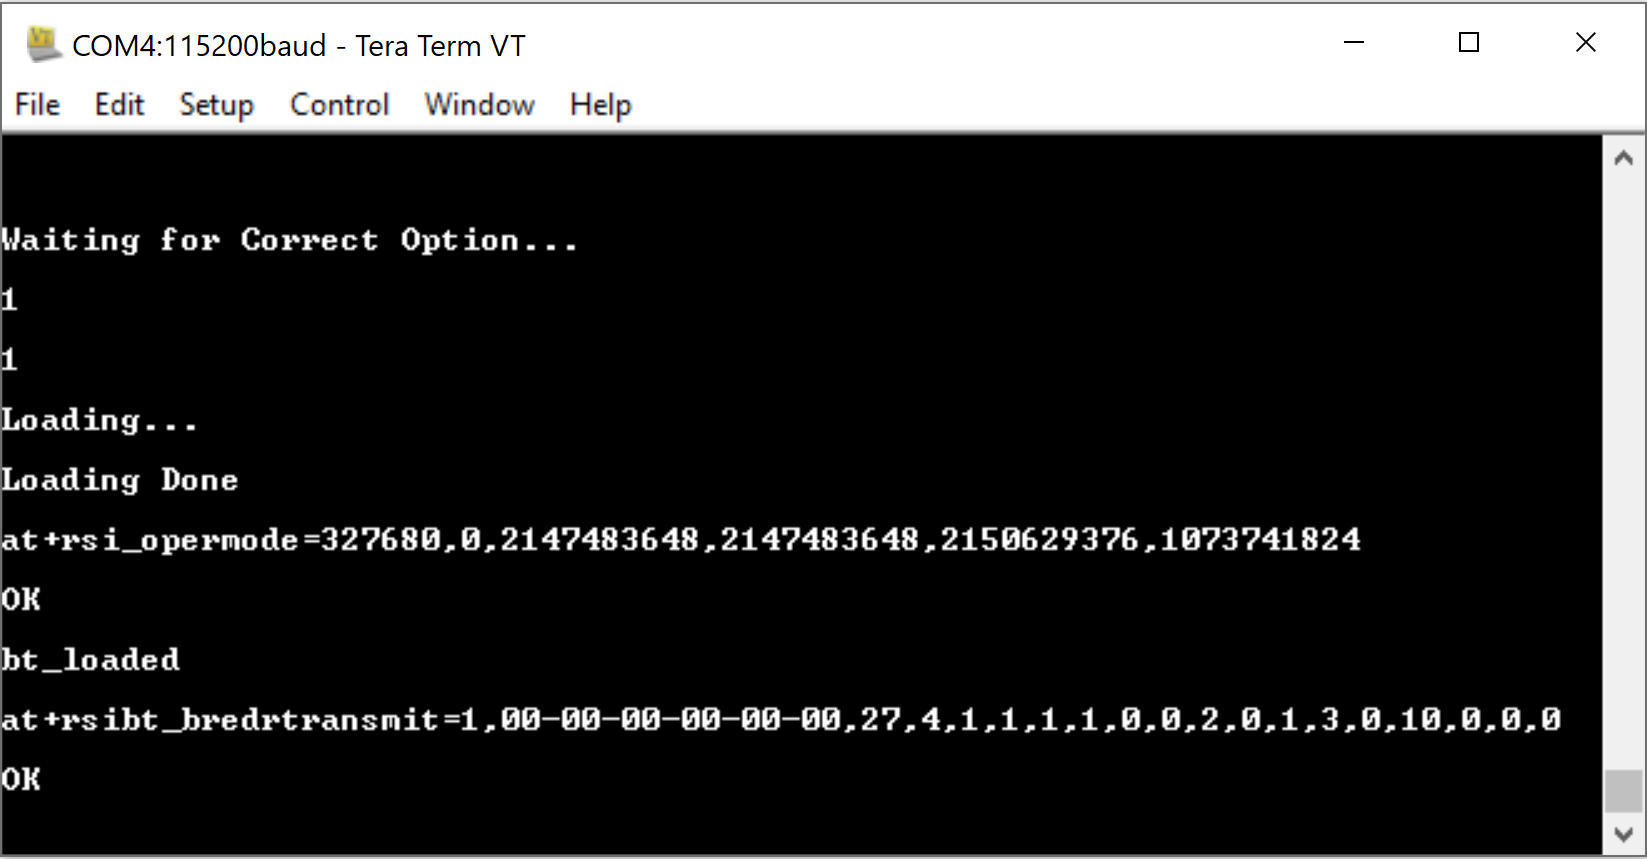 COM4:115200baud - Tera Term VT
File Edit Setup Control Window Help
Waiting for Correct Option...
1
1
Loading...
Loading Done
at+rsi_opermode=327680,0,2147483648,2147483648,2150629376,1073741824
OK
bt_loaded
at+rsibt_bredrtransmit=1,00-00-00-00-00-00,27,4,1,1,1,1,0,0,2,0,1,3,0,10,0,0,0
OK